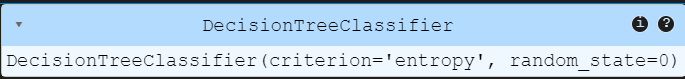 DecisionTreeClassifier i ?
DecisionTreeClassifier(criterion='entropy', random_state=0)